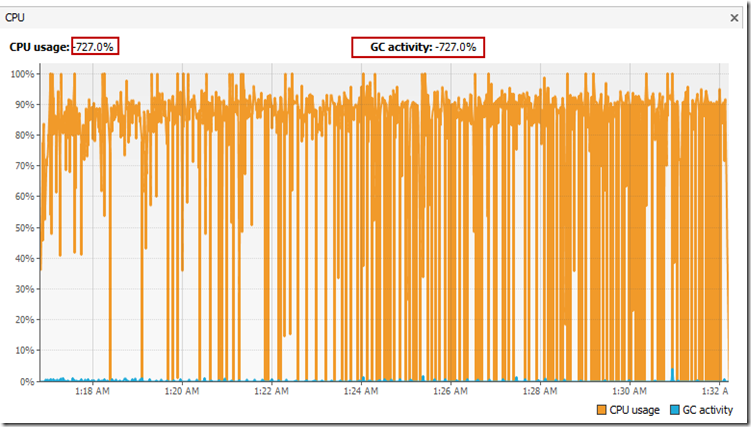 CPU ×
CPU usage: -727.0% GC activity: -727.0%
100%
90%
80%
70%
60%
50%
40%
30%
20%
10%
0%
1:18 AM 1:20 AM 1:22 AM 1:24 AM 1:26 AM 1:28 AM 1:30 AM 1:32 A
CPU usage GC activity